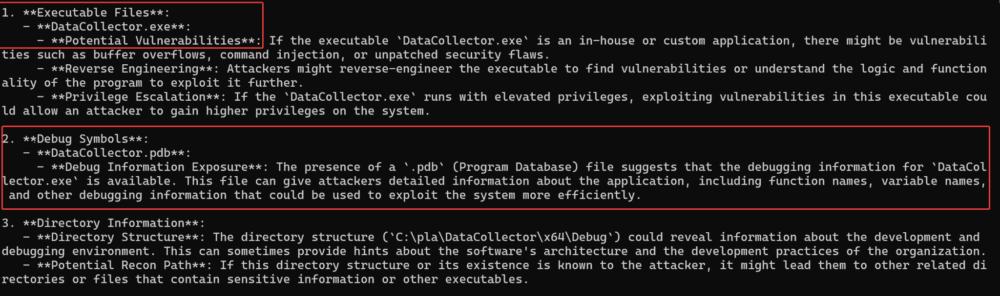 1. **Executable Files**:
   - **DataCollector.exe**:
     - **Potential Vulnerabilities**: If the executable `DataCollector.exe` is an in-house or custom application, there might be vulnerabili
ties such as buffer overflows, command injection, or unpatched security flaws.
     - **Reverse Engineering**: Attackers might reverse-engineer the executable to find vulnerabilities or understand the logic and function
ality of the program to exploit it further.
     - **Privilege Escalation**: If the `DataCollector.exe` runs with elevated privileges, exploiting vulnerabilities in this executable cou
ld allow an attacker to gain higher privileges on the system.
2. **Debug Symbols**:
   - **DataCollector.pdb**:
     - **Debug Information Exposure**: The presence of a `.pdb` (Program Database) file suggests that the debugging information for `DataCol
lector.exe` is available. This file can give attackers detailed information about the application, including function names, variable names,
 and other debugging information that could be used to exploit the system more efficiently.
3. **Directory Information**:
   - **Directory Structure**: The directory structure (`C:\pla\DataCollector\x64\Debug`) could reveal information about the development and
debugging environment. This can sometimes provide hints about the software's architecture and the development practices of the organization.
   - **Potential Recon Path**: If this directory structure or its existence is known to the attacker, it might lead them to other related di
rectories or files that contain sensitive information or other executables.